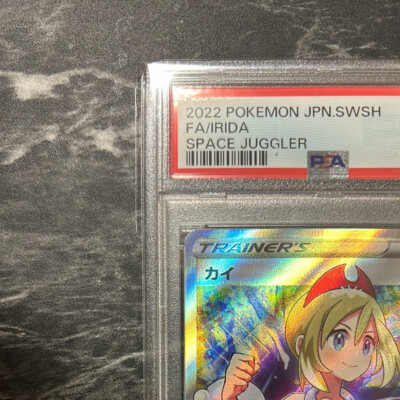 2022 POKEMON JPN.SWSH
FA/IRIDA
SPACE JUGGLER
PSA
TRAINER'S
カイ